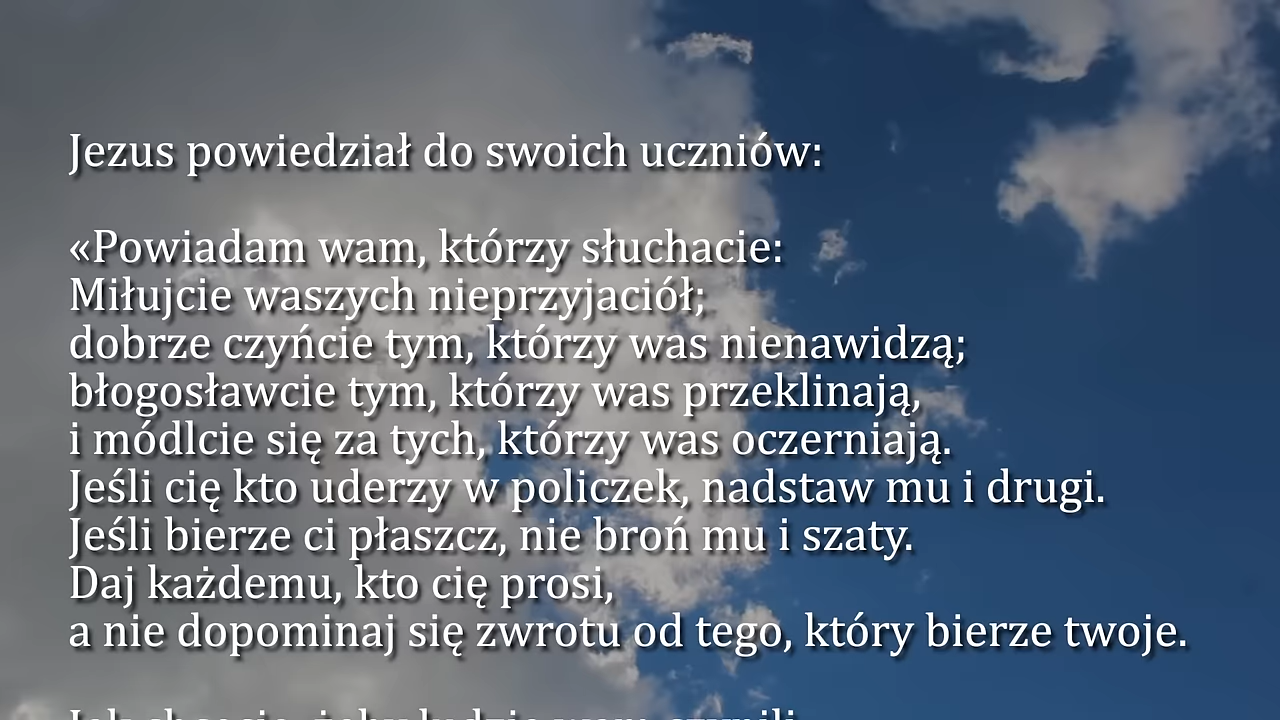 Jezus powiedział do swoich uczniów:
«Powiadam wam, którzy słuchacie:
Miłujcie waszych nieprzyjaciół;
dobrze czyńcie tym, którzy was nienawidzą;
błogosławcie tym, którzy was przeklinają,
i módlcie się za tych, którzy was oczerniają.
Jeśli cię kto uderzy w policzek, nadstaw mu i drugi.
Jeśli bierze ci płaszcz, nie broń mu i szaty.
Daj każdemu, kto cię prosi,
a nie dopominaj się zwrotu od tego, który bierze twoje.